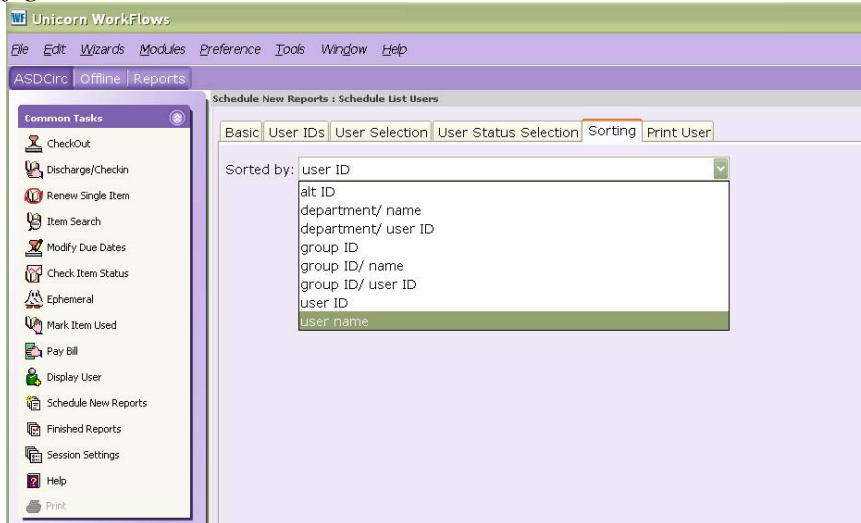 Unicorn WorkFlows
File Edit Wizards Modules Preference Tools Window Help
ASDCirc Offline Reports
Schedule New Reports : Schedule List Users
Common Tasks
CheckOut
Discharge/Checkin
Renew Single Item
Item Search
Modify Due Dates
Check Item Status
Ephemeral
Mark Item Used
Pay Bill
Display User
Schedule New Reports
Finished Reports
Session Settings
Help
Print
Basic User IDs User Selection User Status Selection Sorting Print User
Sorted by: user ID
alt ID
department/ name
department/ user ID
group ID
group ID/ name
group ID/ user ID
user ID
user name